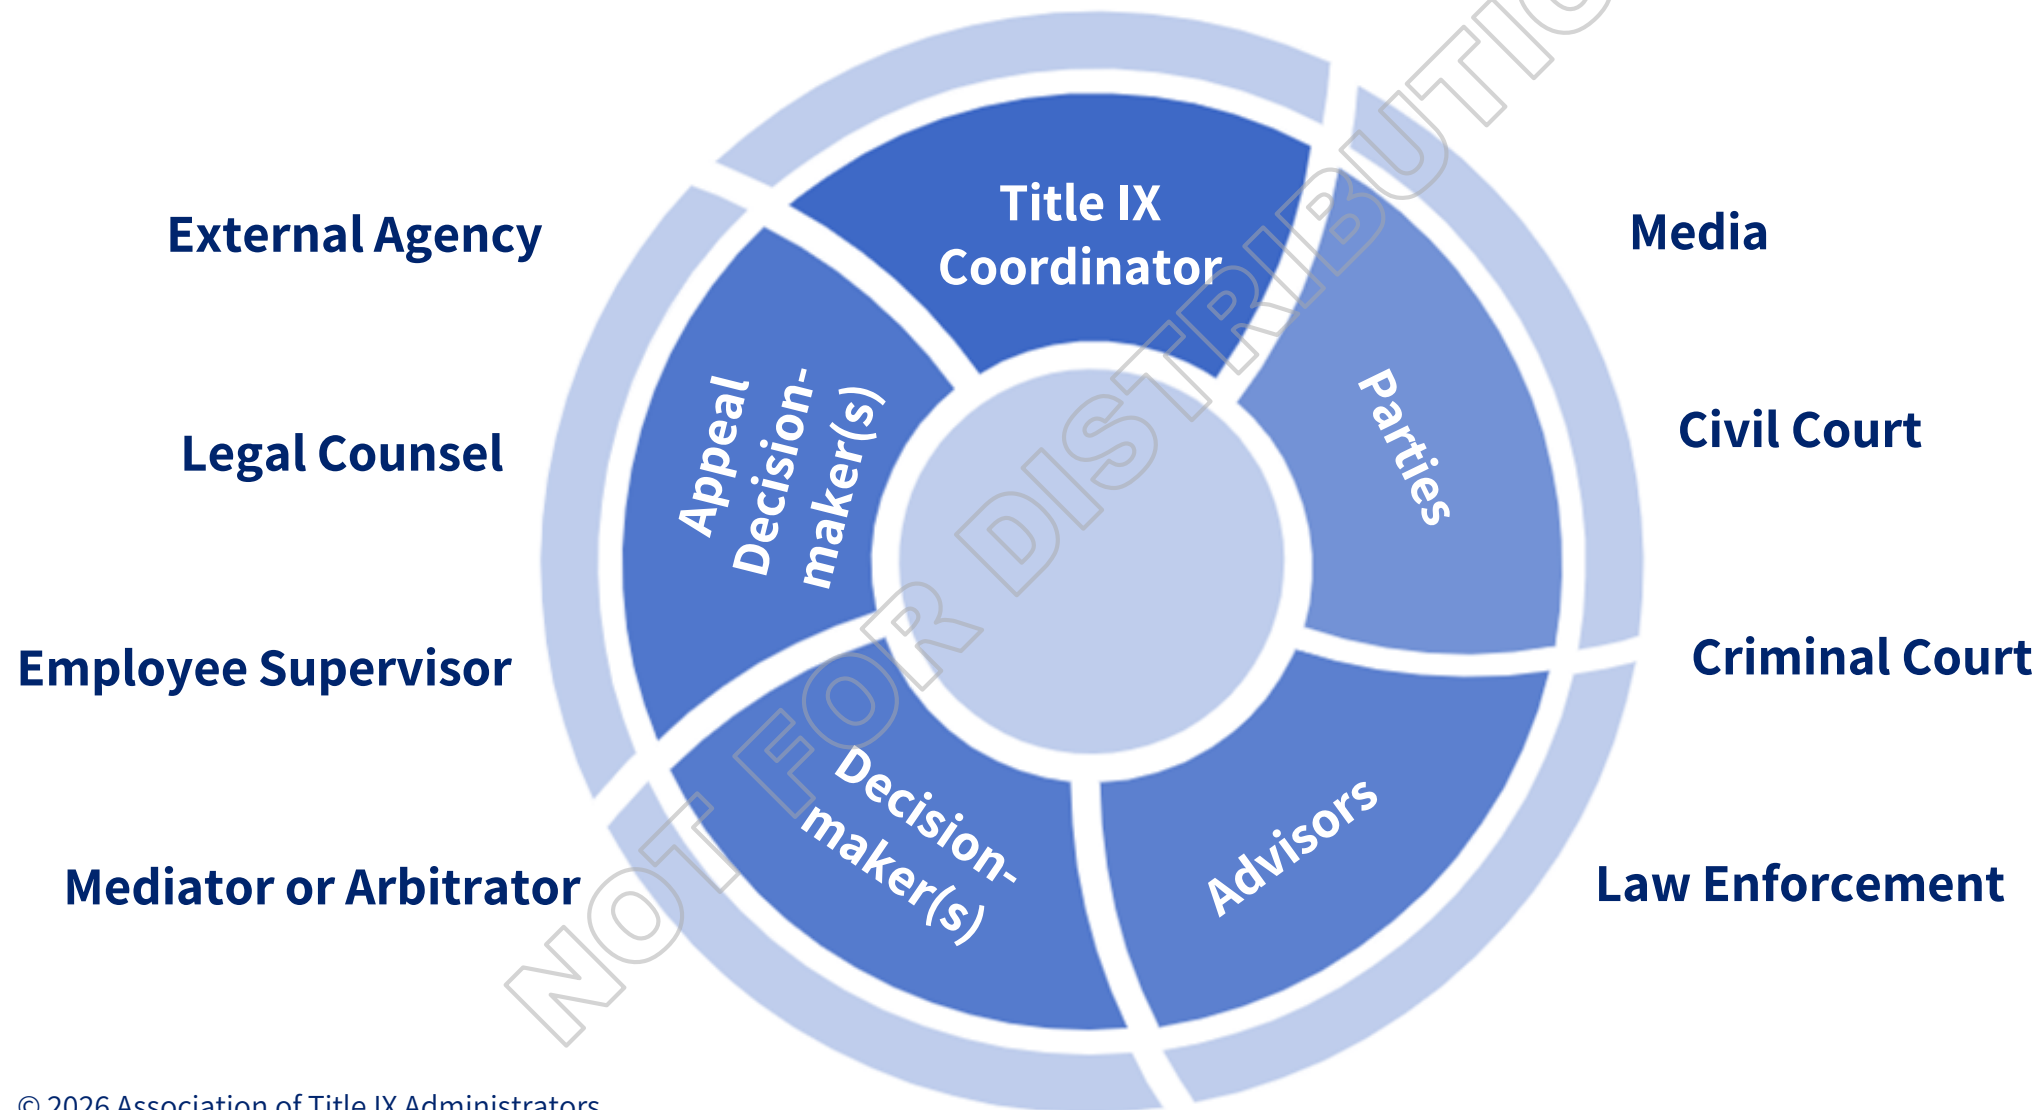 Title IX
Coordinator
External Agency
Media
Parties
Appeal
Decision-
maker(s)
Legal Counsel
Civil Court
Employee Supervisor
Criminal Court
Decision-
maker(s)
Advisors
Mediator or Arbitrator
Law Enforcement
NOT FOR DISTRIBUTIO
© 2026 Association of Title IX Administrators